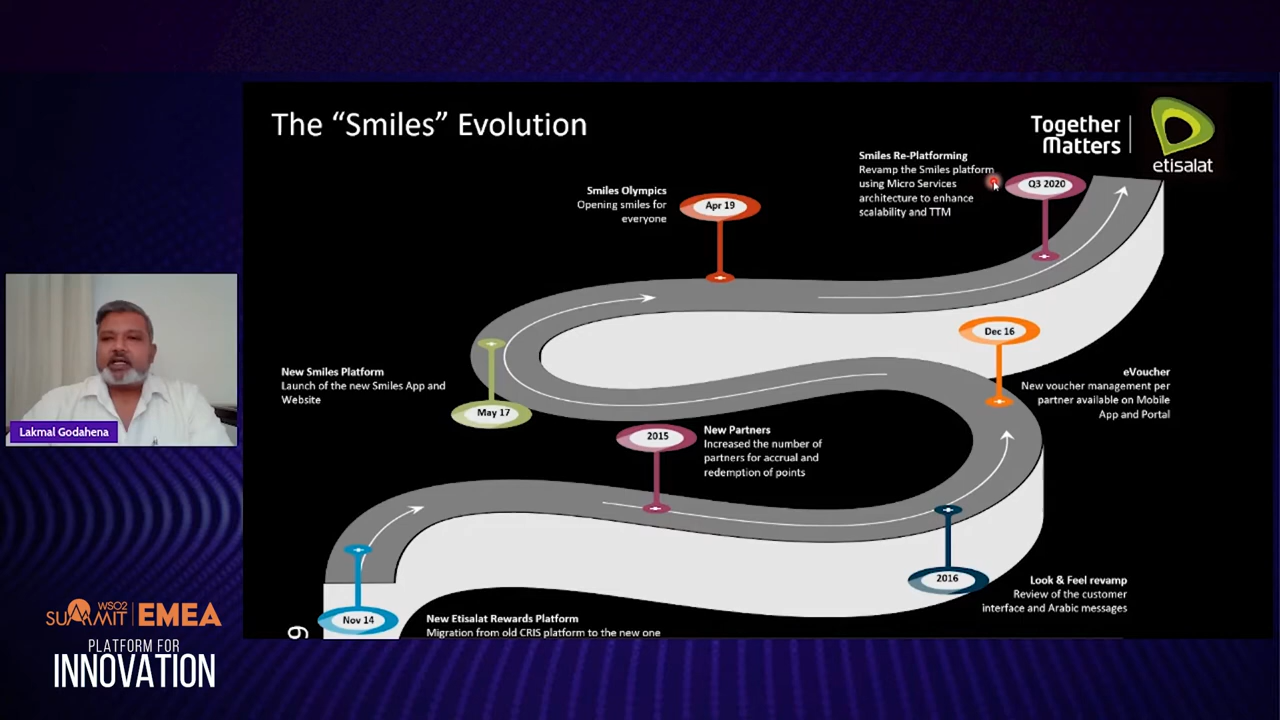 The “Smiles” Evolution
Together
Matters
etisalat
Smiles Re-Platforming
Revamp the Smiles platform
using Micro Services
architecture to enhance
scalability and TTM
Q3 2020
Smiles Olympics
Opening smiles for
everyone
Apr 19
Dec 16
eVoucher
New voucher management per
partner available on Mobile
App and Portal
New Smiles Platform
Launch of the new Smiles App and
Website
May 17
2015
New Partners
Increased the number of
partners for accrual and
redemption of points
2016
Look & Feel revamp
Review of the customer
interface and Arabic messages
Nov 14
New Etisalat Rewards Platform
Migration from old CRIS platform to the new one
9
Lakmal Godahena
WSO2
SUMMIT EMEA
PLATFORM FOR
INNOVATION